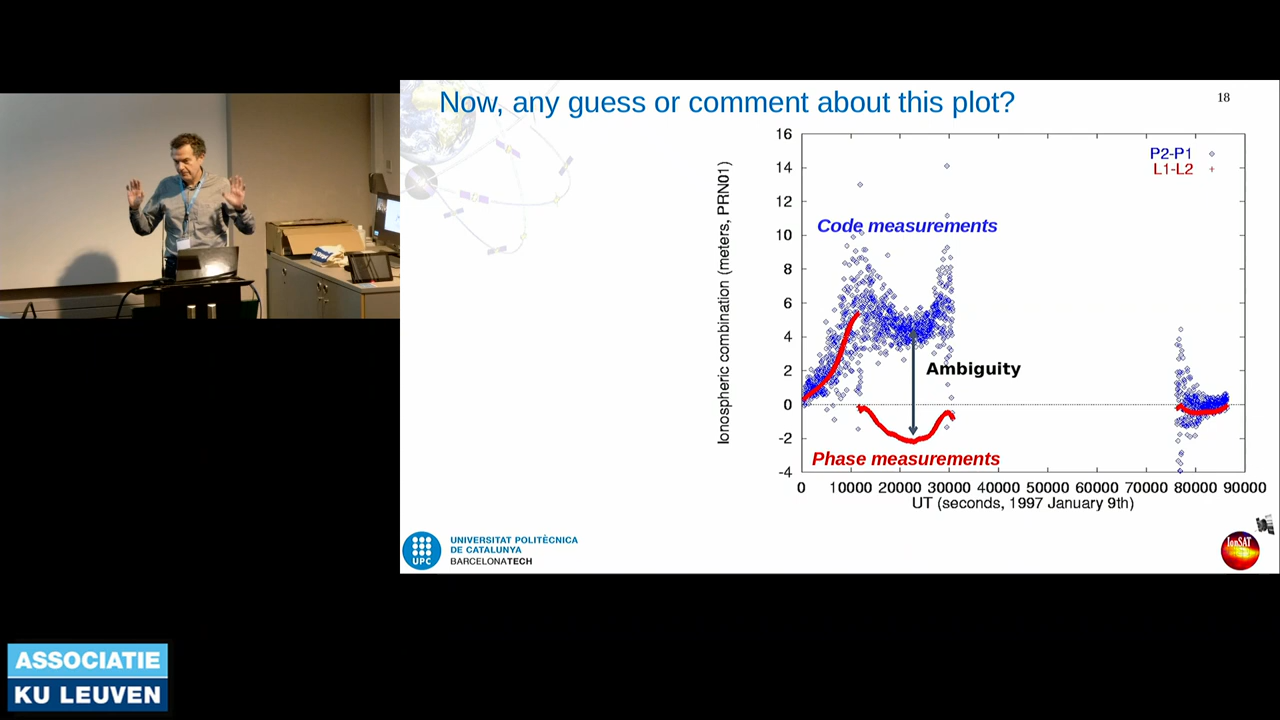 Now, any guess or comment about this plot?
18
16
14
12
10
8
6
4
2
0
-2
-4
Ionospheric combination (meters, PRN01)
P2-P1
L1-L2
Code measurements
Ambiguity
Phase measurements
0 10000 20000 30000 40000 50000 60000 70000 80000 90000
UT (seconds, 1997 January 9th)
UPC
UNIVERSITAT POLITÈCNICA
DE CATALUNYA
BARCELONATECH
IonSAT
ASSOCIATIE
KU LEUVEN